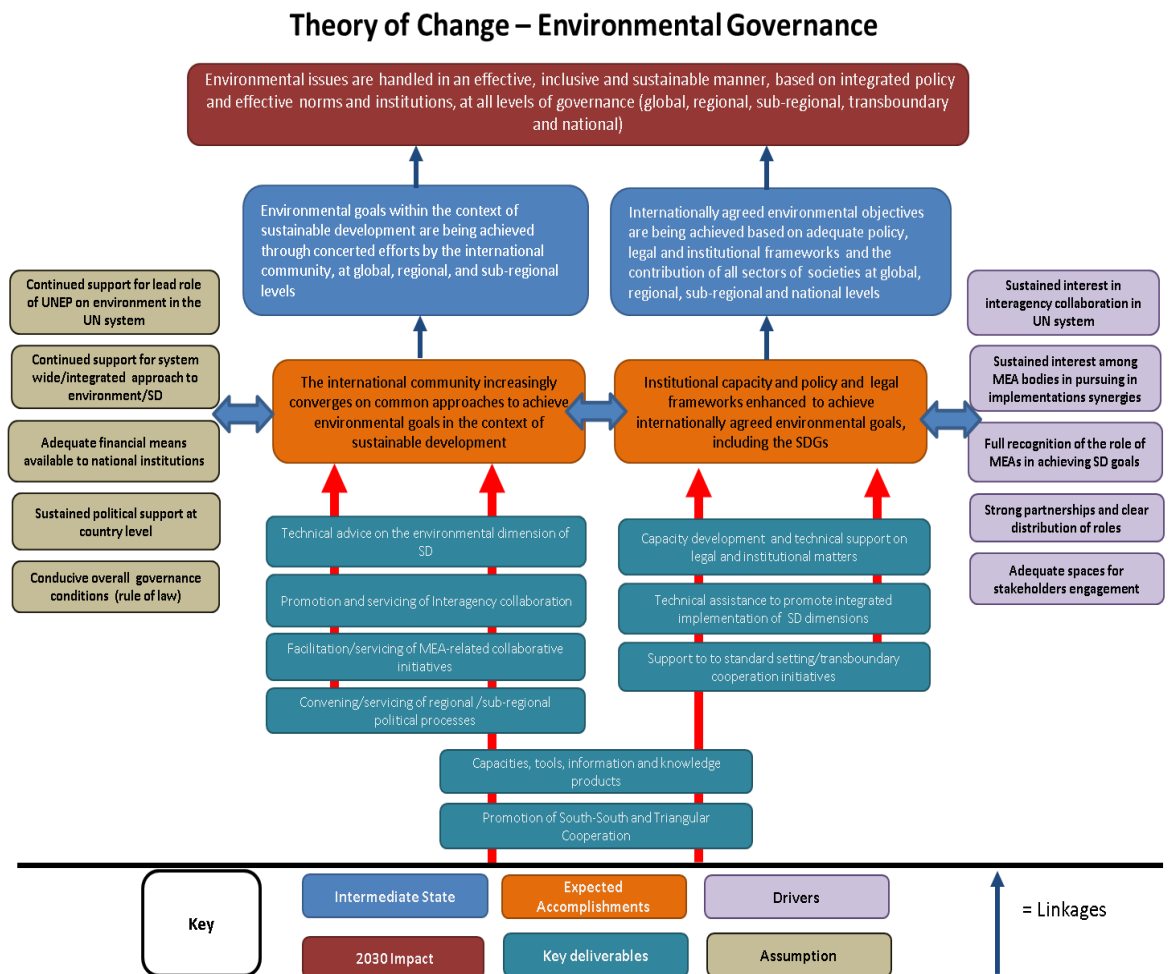 Theory of Change – Environmental Governance
Environmental issues are handled in an effective, inclusive and sustainable manner, based on integrated policy
and effective norms and institutions, at all levels of governance (global, regional, sub-regional, transboundary
and national)
Environmental goals within the context of
sustainable development are being achieved
through concerted efforts by the international
community, at global, regional, and sub-regional
levels
Internationally agreed environmental objectives
are being achieved based on adequate policy,
legal and institutional frameworks and the
contribution of all sectors of societies at global,
regional, sub-regional and national levels
Continued support for lead role
of UNEP on environment in the
UN system
Continued support for system
wide/integrated approach to
environment/SD
Adequate financial means
available to national institutions
Sustained political support at
country level
Conducive overall governance
conditions (rule of law)
The international community increasingly
converges on common approaches to achieve
environmental goals in the context of
sustainable development
Institutional capacity and policy and legal
frameworks enhanced to achieve
internationally agreed environmental goals,
including the SDGs
Sustained interest in
interagency collaboration in
UN system
Sustained interest among
MEA bodies in pursuing in
implementations synergies
Full recognition of the role of
MEAs in achieving SD goals
Strong partnerships and clear
distribution of roles
Adequate spaces for
stakeholders engagement
Technical advice on the environmental dimension of
SD
Promotion and servicing of Interagency collaboration
Facilitation/servicing of MEA-related collaborative
initiatives
Convening/servicing of regional /sub-regional
political processes
Capacity development and technical support on
legal and institutional matters
Technical assistance to promote integrated
implementation of SD dimensions
Support to to standard setting/transboundary
cooperation initiatives
Capacities, tools, information and knowledge
products
Promotion of South-South and Triangular
Cooperation
Key
Intermediate State
Expected
Accomplishments
Drivers
= Linkages
2030 Impact
Key deliverables
Assumption